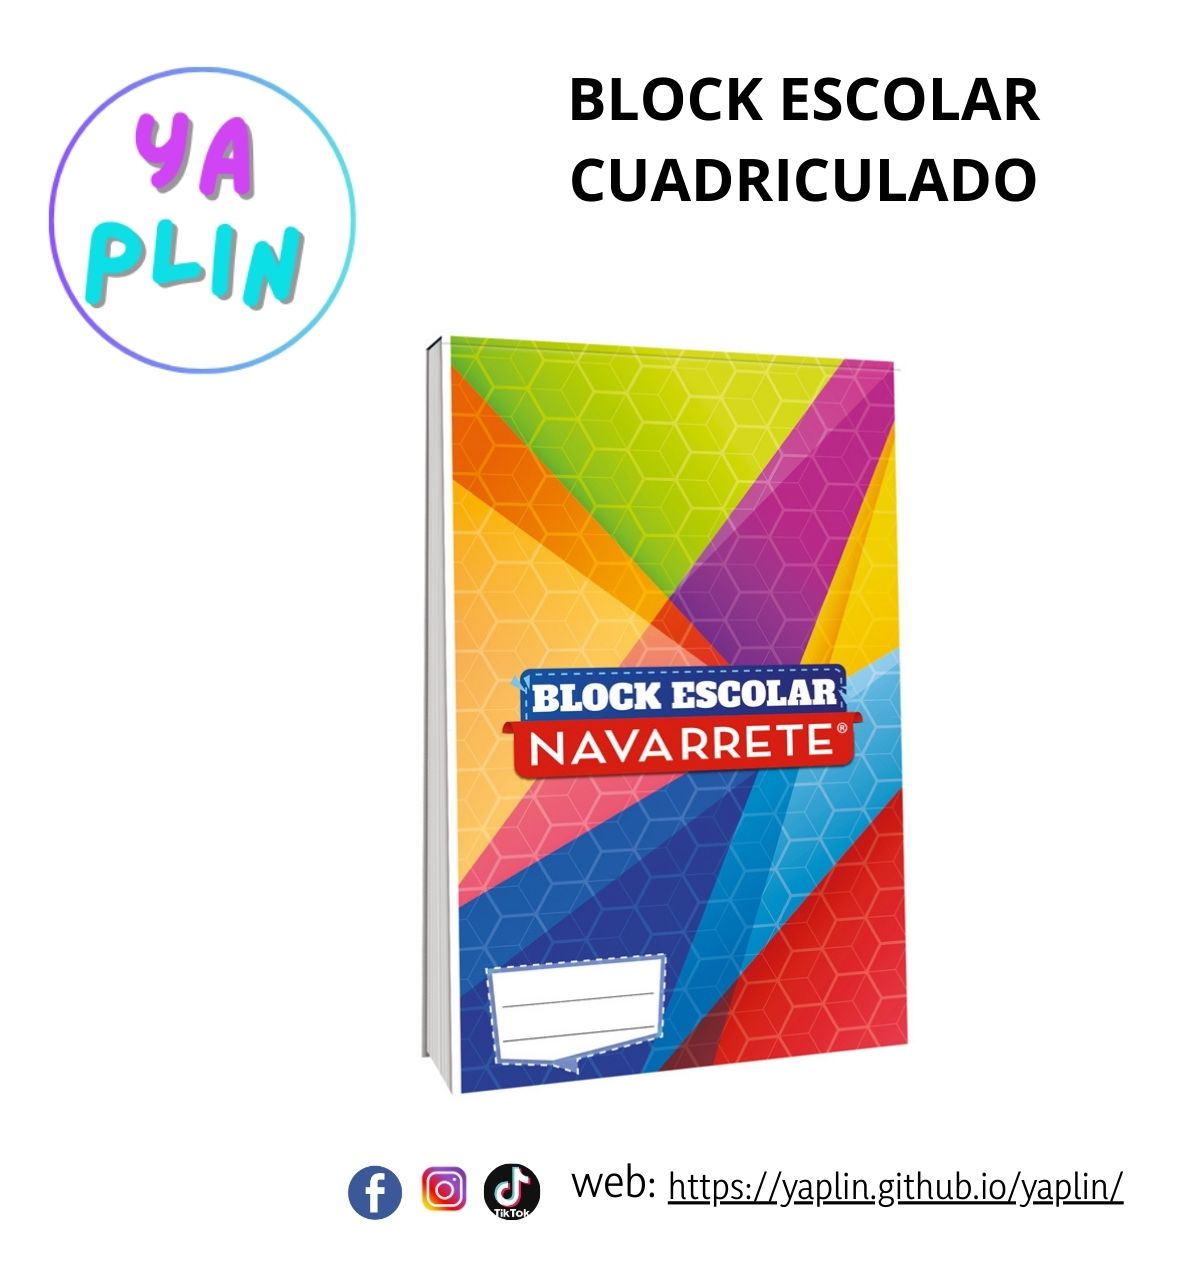 YA
PLIN
BLOCK ESCOLAR
CUADRICULADO
BLOCK ESCOLAR
NAVARRETE®
TikTok
web: https://yaplin.github.io/yaplin/